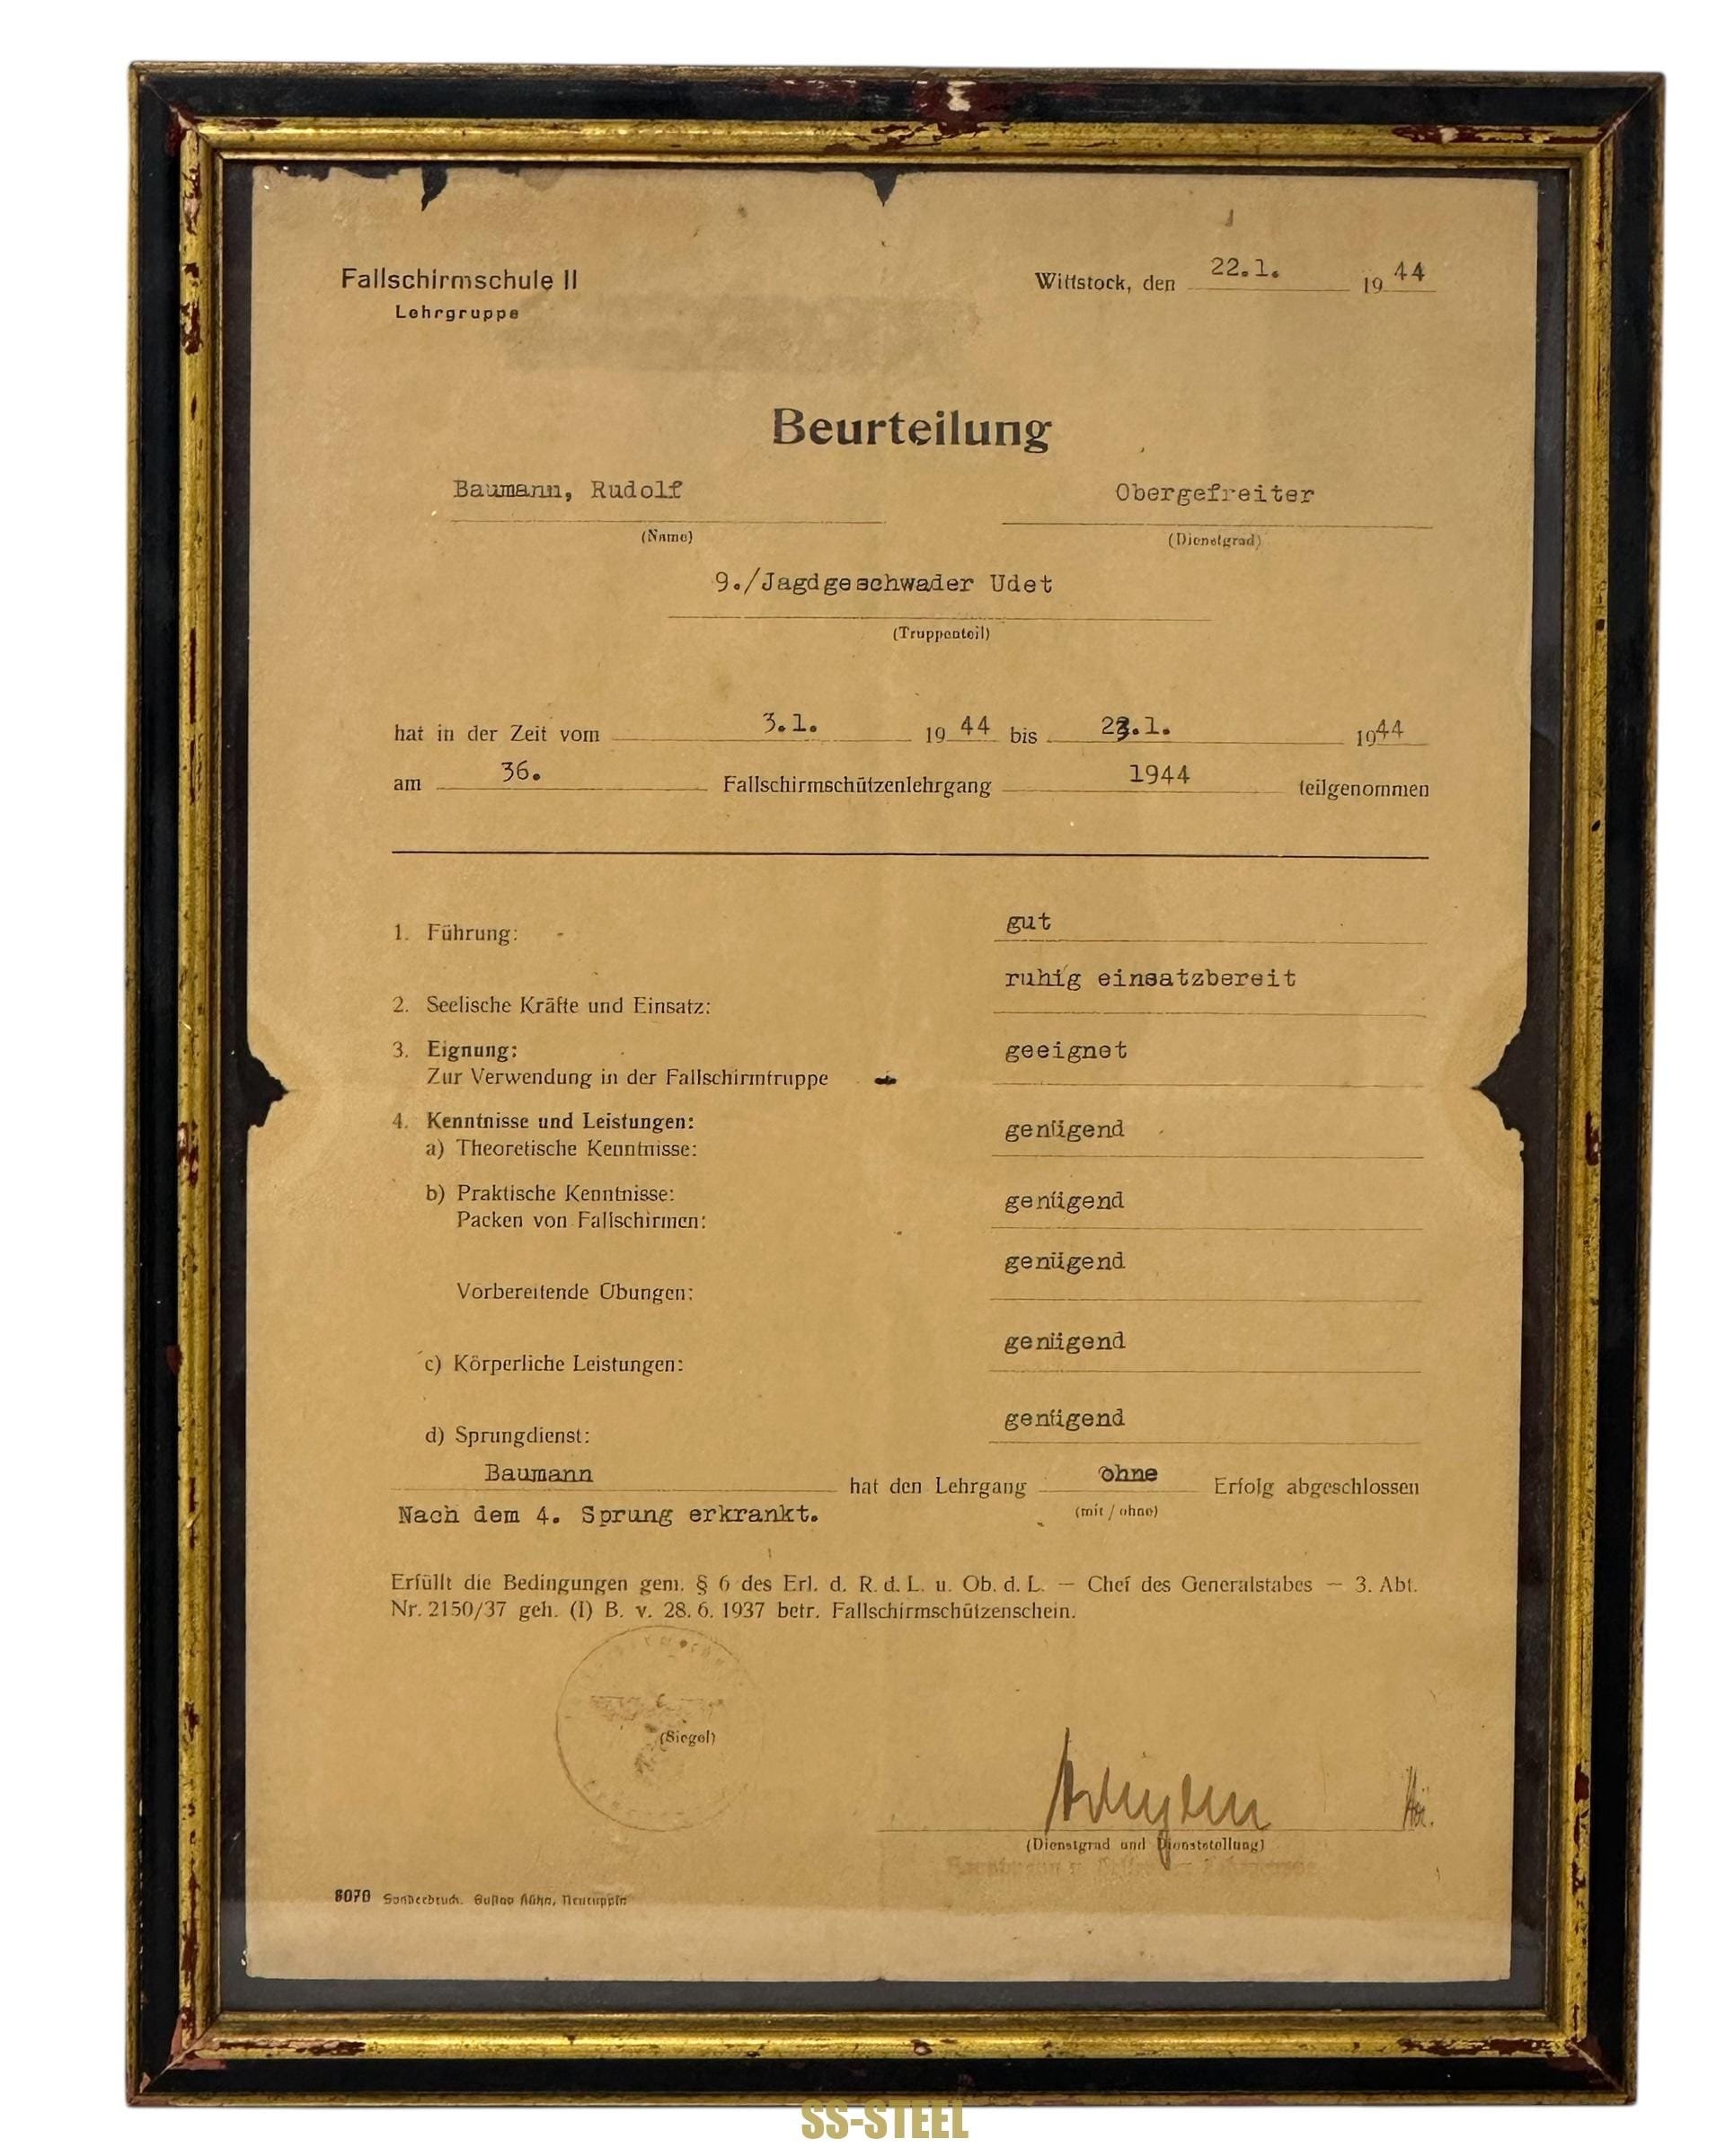 Fallschirmschule II
Lehrgruppe
Wittstock, den 22.1. 1944
Beurteilung
Baumann, Rudolf Obergefreiter
(Name) (Dienstgrad)
9./Jagdgeschwader Udet
(Truppenteil)
hat in der Zeit vom 3.1. 1944 bis 23.1. 1944
am 36. Fallschirmschützenlehrgang 1944 teilgenommen
1. Führung: gut
2. Seelische Kräfte und Einsatz: ruhig einsatzbereit
3. Eignung: geeignet
Zur Verwendung in der Fallschirmtruppe
4. Kenntnisse und Leistungen: genügend
a) Theoretische Kenntnisse:
b) Praktische Kenntnisse: genügend
Packen von Fallschirmen:
Vorbereitende Übungen: genügend
c) Körperliche Leistungen: genügend
d) Sprungdienst: genügend
Baumann hat den Lehrgang ohne Erfolg abgeschlossen
Nach dem 4. Sprung erkrankt. (mit / ohne)
Erfüllt die Bedingungen gem. § 6 des Erl. d. R. d. L. u. Ob. d. L. — Chef des Generalstabes — 3. Abt.
Nr. 2150/37 geh. (I) B. v. 28. 6. 1937 betr. Fallschirmschützenschein.
(Siegel)
(Dienstgrad und Dienststellung)
8070 Sonderdruck. Gustav Kühn, Neuruppin
SS-STEEL